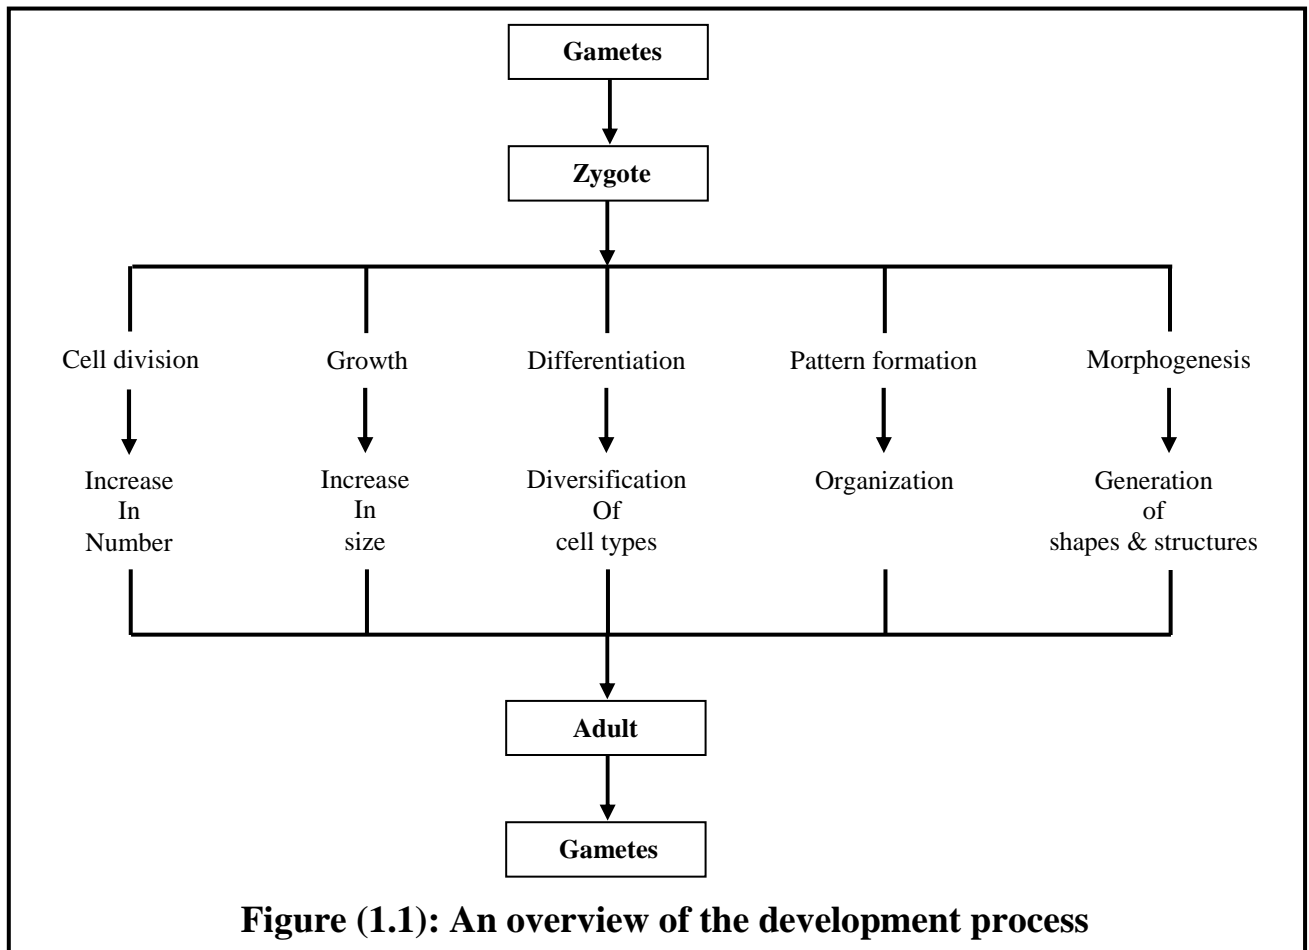 Gametes
Zygote
Cell division
Growth
Differentiation
Pattern formation
Morphogenesis
Increase
In
Number
Increase
In
size
Diversification
Of
cell types
Organization
Generation
of
shapes & structures
Adult
Gametes
Figure (1.1): An overview of the development process